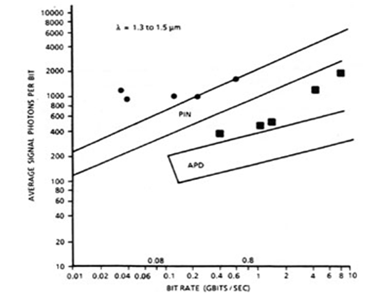 λ = 1.3 to 1.5 μm
AVERAGE SIGNAL PHOTONS PER BIT
10000
8000
6000
4000
2000
1000
800
600
400
200
100
80
60
40
20
10
PIN
APD
0.08 0.8
0.01 0.02 0.04 0.06 0.1 0.2 0.4 0.6 1 2 4 6 8 10
BIT RATE (GBITS/SEC)